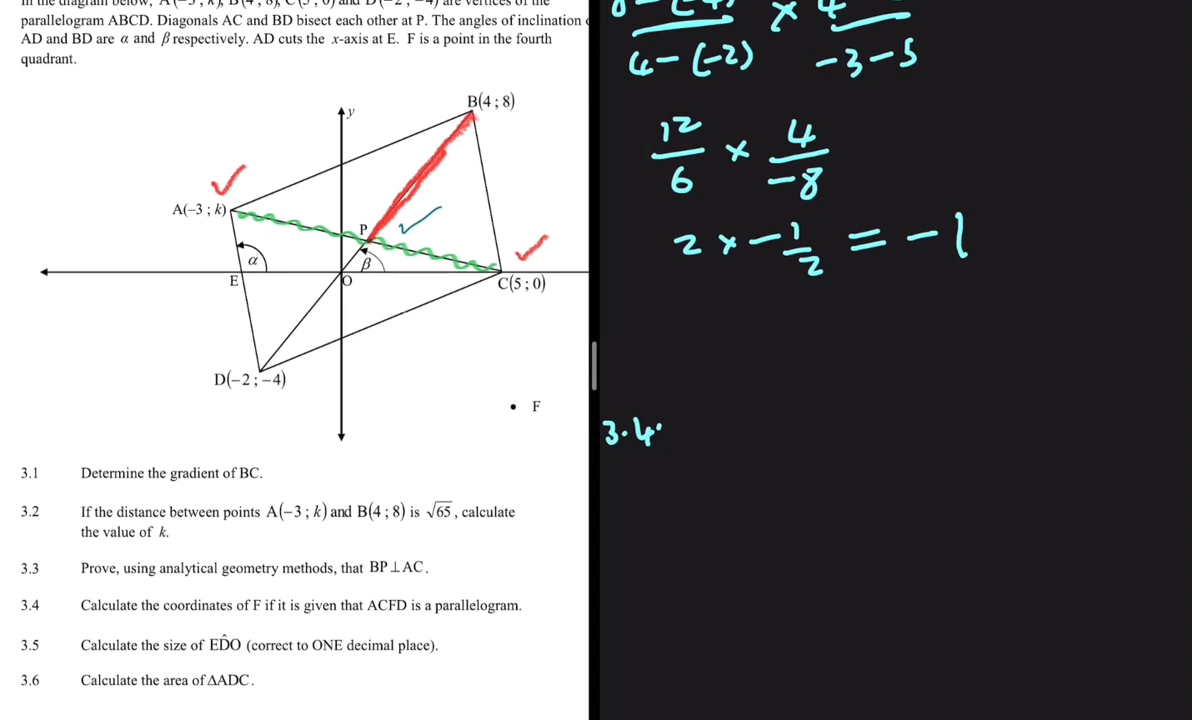 parallelogram ABCD. Diagonals AC and BD bisect each other at P. The angles of inclination
AD and BD are α and β respectively. AD cuts the x-axis at E. F is a point in the fourth
quadrant.
y
B(4 ; 8)
A(−3 ; k)
P
α
β
E
O
C(5 ; 0)
D(−2 ; −4)
F
3.1 Determine the gradient of BC.
3.2 If the distance between points A(−3 ; k) and B(4 ; 8) is √65, calculate
the value of k.
3.3 Prove, using analytical geometry methods, that BP⊥AC.
3.4 Calculate the coordinates of F if it is given that ACFD is a parallelogram.
3.5 Calculate the size of ED̂O (correct to ONE decimal place).
3.6 Calculate the area of ΔADC.
4-(-2) -3-5
12/6 × 4/-8
2 × -1/2 = -1
3.4